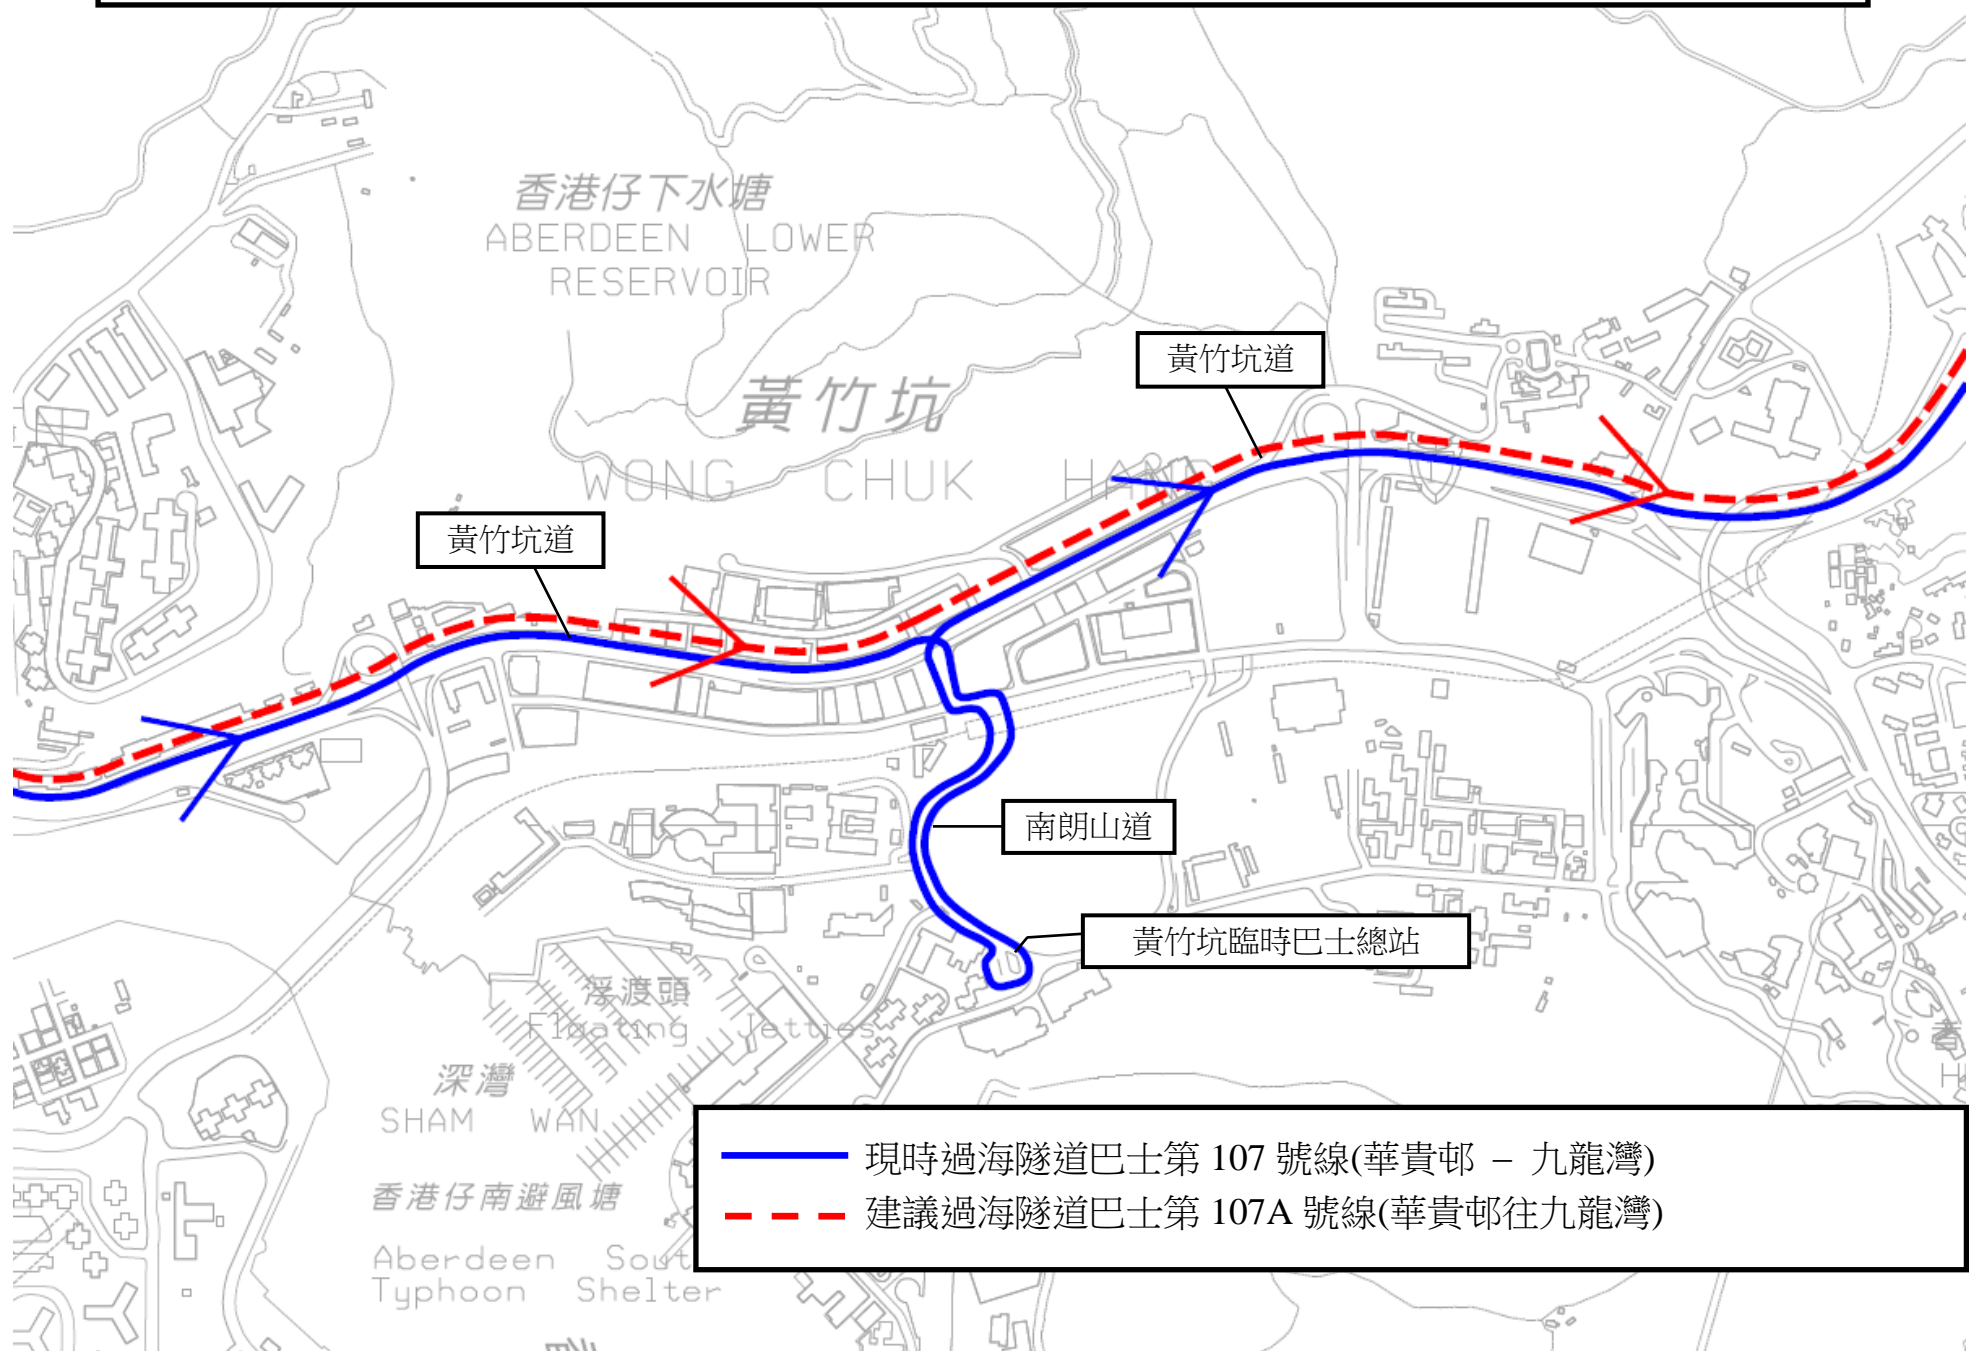 香港仔下水塘
ABERDEEN LOWER
RESERVOIR
黃竹坑道
黃竹坑
WONG CHUK HANG
黃竹坑道
南朗山道
黃竹坑臨時巴士總站
浮渡頭
Floating Jetties
深灣
SHAM WAN
香港仔南避風塘
Aberdeen Sout
Typhoon Shelter
現時過海隧道巴士第 107 號線(華貴邨 – 九龍灣)
建議過海隧道巴士第 107A 號線(華貴邨往九龍灣)